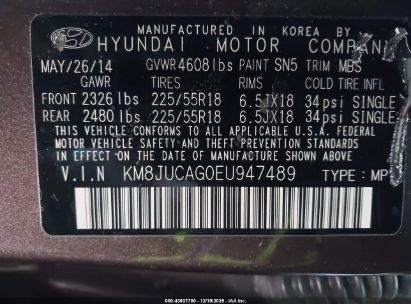 MANUFACTURED BY
MADE IN KOREA
HYUNDAI MOTOR COMPANY
MAY/26/14 GVWR 4608lbs PAINT SN5 TRIM MBS
GAWR TIRES RIMS COLD TIRE INFL
FRONT 2326 lbs 225/55R18 6.5JX18 34psi SINGLE
REAR 2480 lbs 225/55R18 6.5JX18 34psi SINGLE
THIS VEHICLE CONFORMS TO ALL APPLICABLE U.S. FEDERAL
MOTOR VEHICLE SAFETY AND THEFT PREVENTION STANDARDS
IN EFFECT ON THE DATE OF MANUFACTURE SHOWN ABOVE.
V.I.N KM8JUCAG0EU947489 TYPE : MP